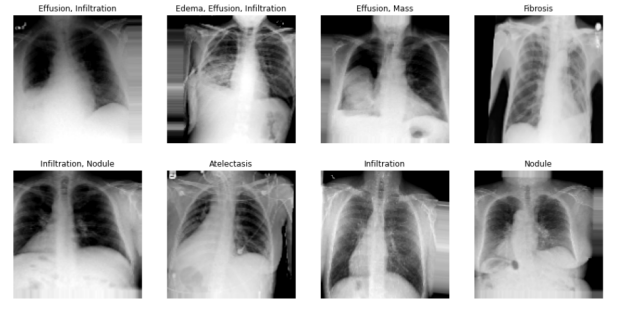 Effusion, Infiltration
Edema, Effusion, Infiltration
Effusion, Mass
Fibrosis
Infiltration, Nodule
Atelectasis
Infiltration
Nodule